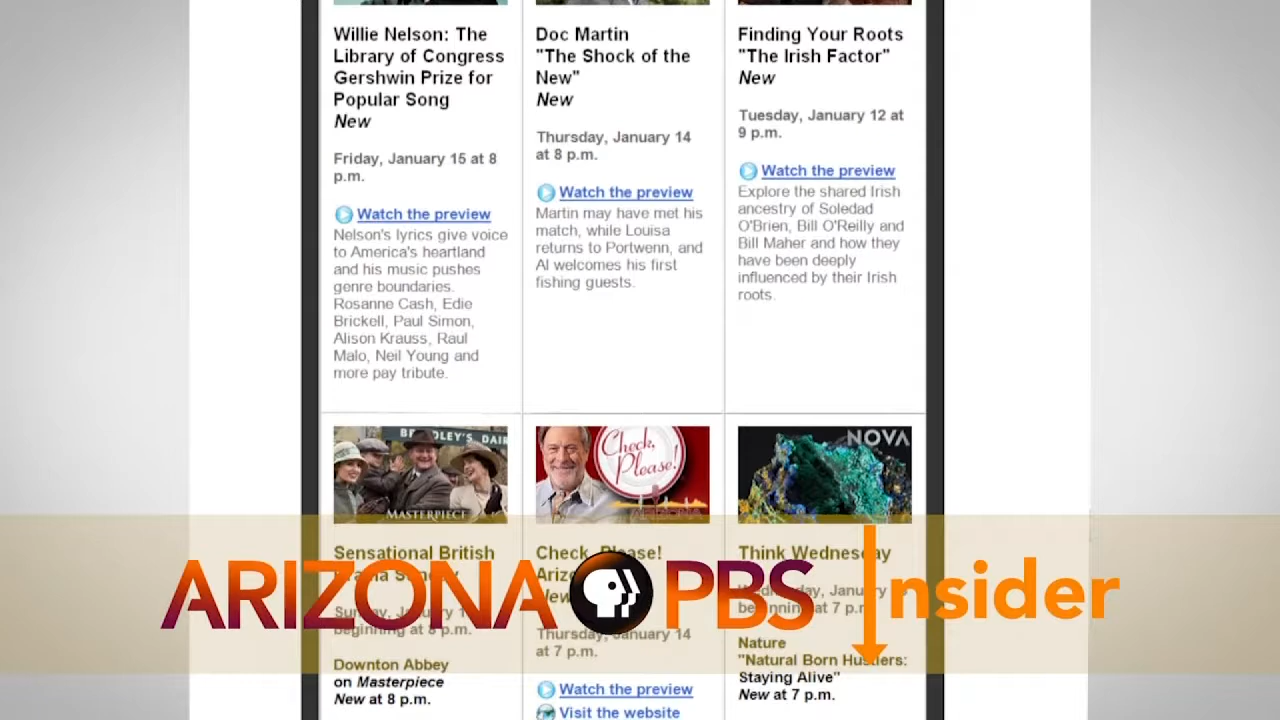 Willie Nelson: The
Library of Congress
Gershwin Prize for
Popular Song
New
Friday, January 15 at 8
p.m.
Watch the preview
Nelson's lyrics give voice
to America's heartland
and his music pushes
genre boundaries.
Rosanne Cash, Edie
Brickell, Paul Simon,
Alison Krauss, Raul
Malo, Neil Young and
more pay tribute.
Doc Martin
"The Shock of the
New"
New
Thursday, January 14
at 8 p.m.
Watch the preview
Martin may have met his
match, while Louisa
returns to Portwenn, and
Al welcomes his first
fishing guests.
Finding Your Roots
"The Irish Factor"
New
Tuesday, January 12 at
9 p.m.
Watch the preview
Explore the shared Irish
ancestry of Soledad
O'Brien, Bill O'Reilly and
Bill Maher and how they
have been deeply
influenced by their Irish
roots.
DAIR
MASTERPIECE
Sensational British
beginning at 8 p.m.
Downton Abbey
on Masterpiece
New at 8 p.m.
Check, Please!
Check, Please!
New
Thursday, January 14
at 7 p.m.
Watch the preview
Visit the website
NOVA
Think Wednesday
beginning at 7 p.m.
Nature
"Natural Born Hustlers:
Staying Alive"
New at 7 p.m.
ARIZONA PBS Insider